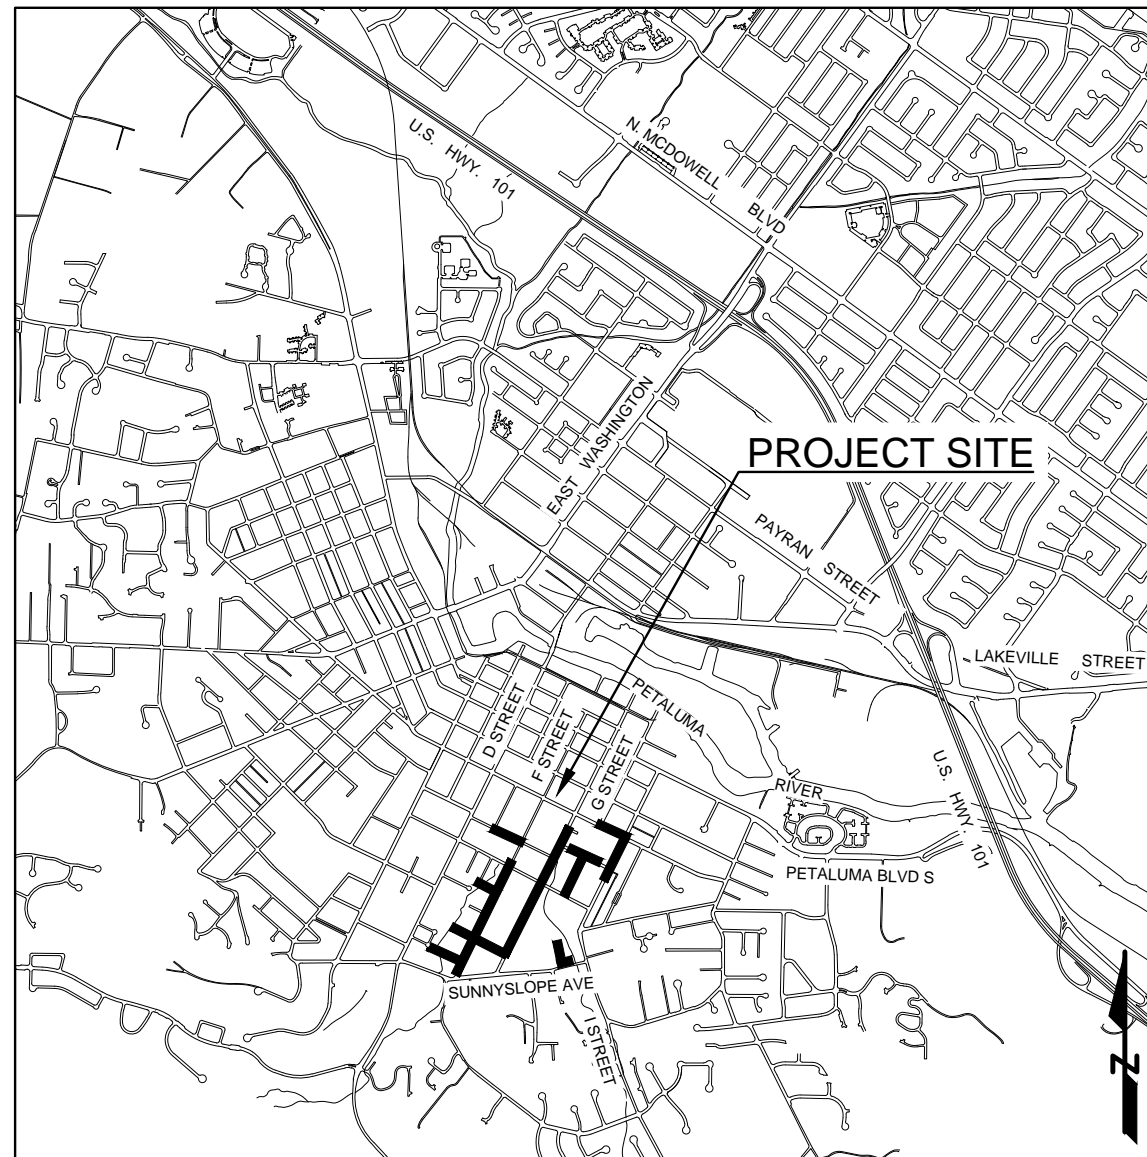 U.S. HWY. 101
N. MCDOWELL BLVD
EAST WASHINGTON
PROJECT SITE
PAYRAN STREET
LAKEVILLE STREET
D STREET
F STREET
G STREET
PETALUMA RIVER
U.S. HWY. 101
PETALUMA BLVD S
SUNNYSLOPE AVE
I STREET
N